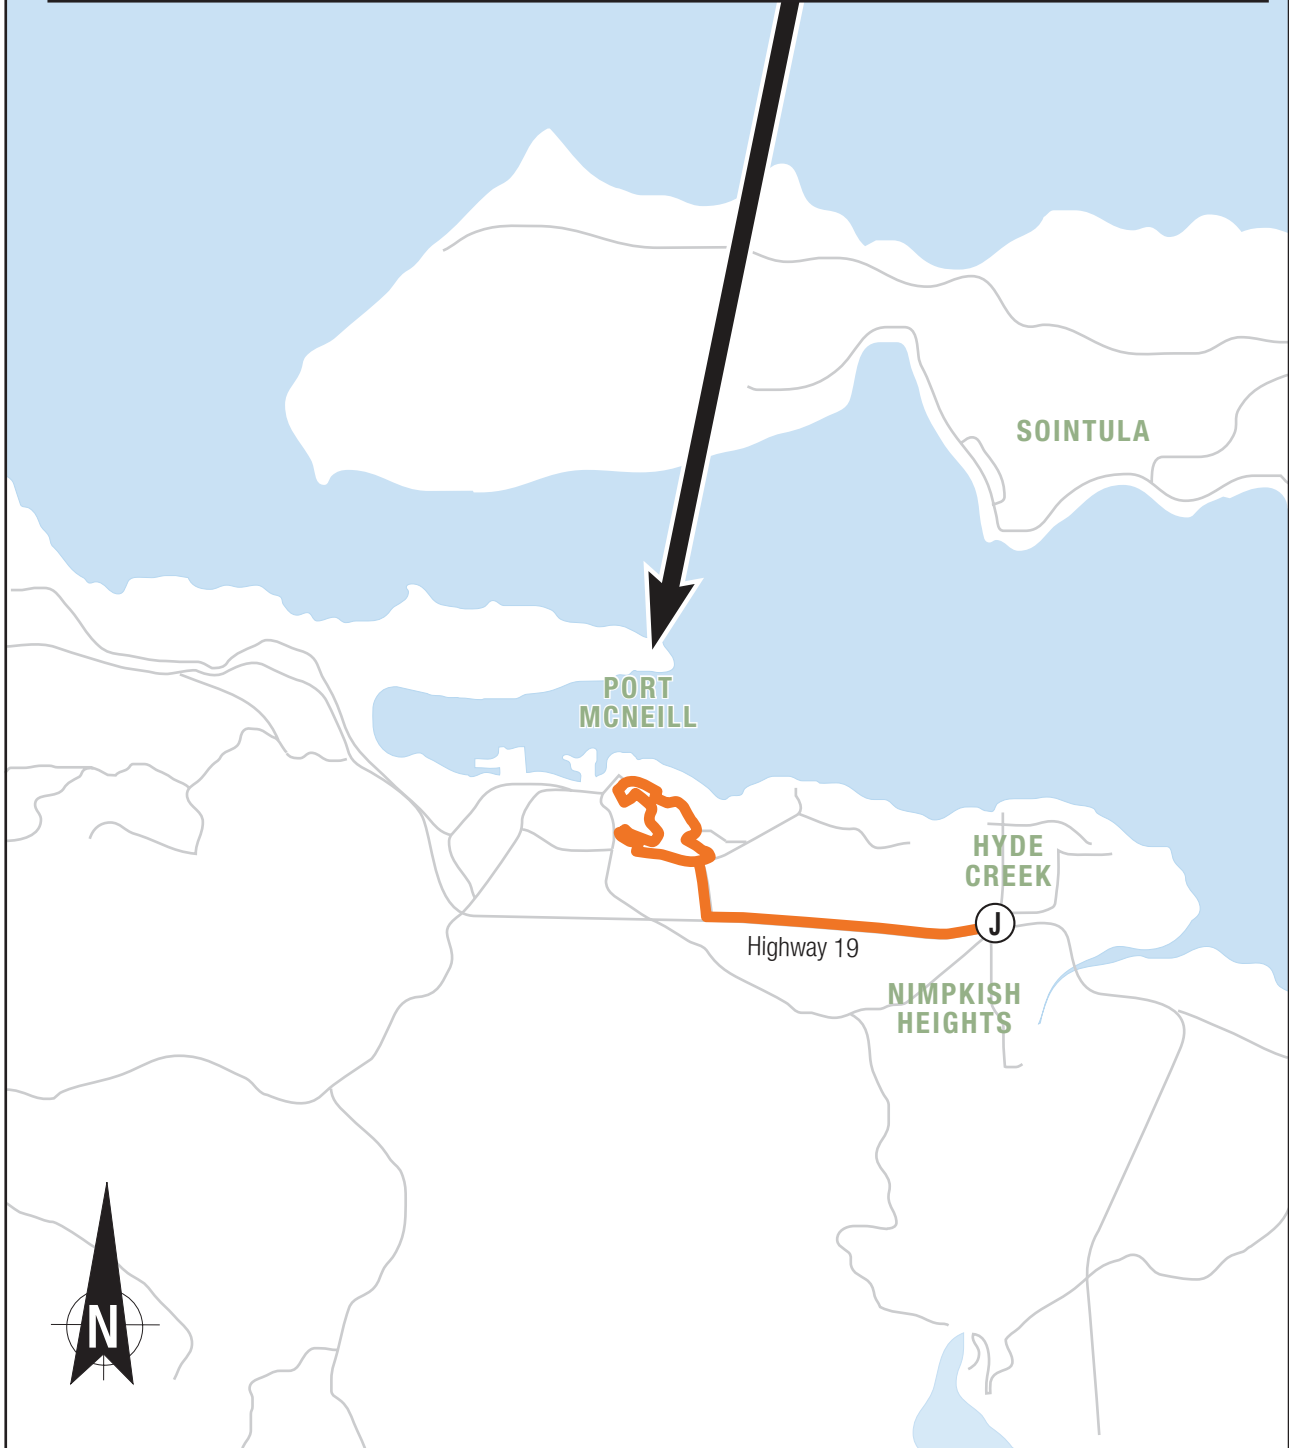 SOINTULA
PORT
MCNEILL
HYDE
CREEK
J
Highway 19
NIMPKISH
HEIGHTS
N